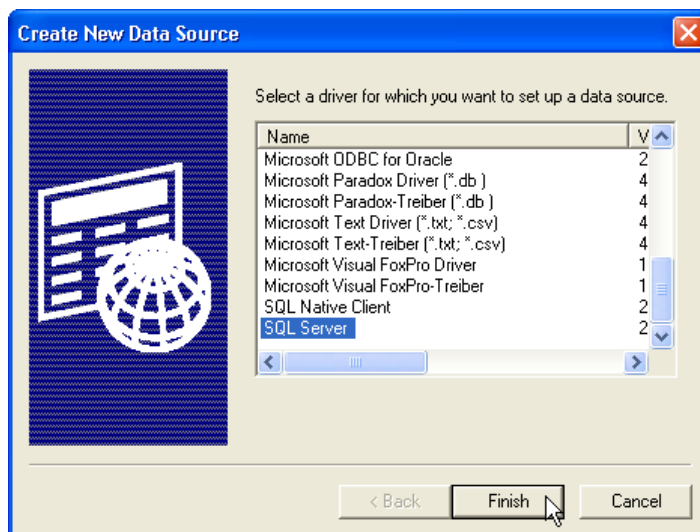 Create New Data Source
Select a driver for which you want to set up a data source.
Name V
Microsoft ODBC for Oracle 2
Microsoft Paradox Driver (*.db ) 4
Microsoft Paradox-Treiber (*.db ) 4
Microsoft Text Driver (*.txt; *.csv) 4
Microsoft Text-Treiber (*.txt; *.csv) 4
Microsoft Visual FoxPro Driver 1
Microsoft Visual FoxPro-Treiber 1
SQL Native Client 2
SQL Server 2
< Back Finish Cancel